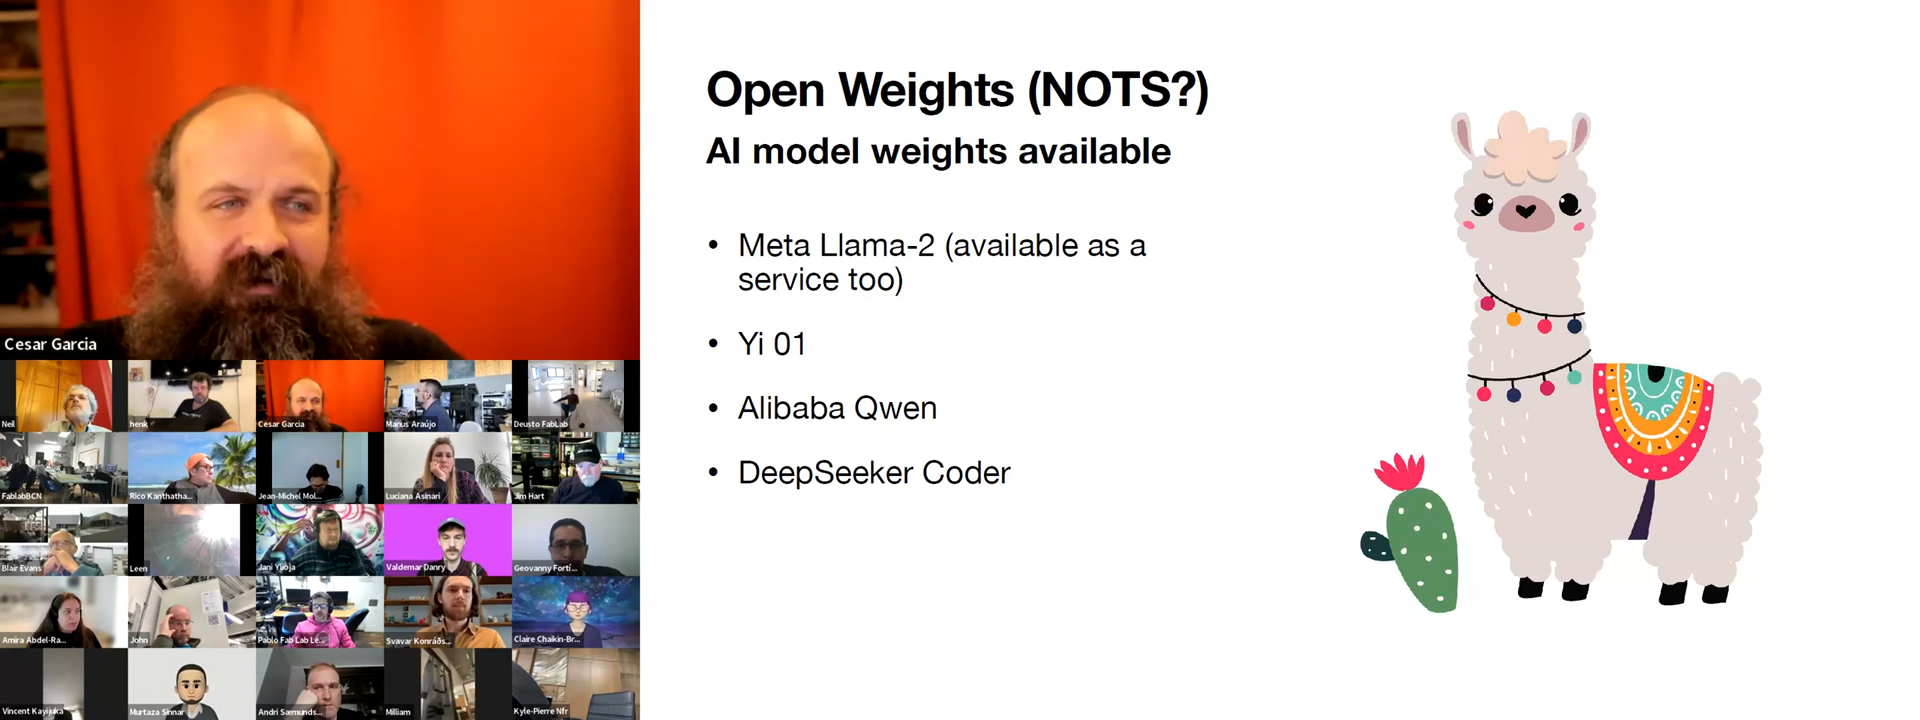 Open Weights (NOTS?)
AI model weights available
• Meta Llama-2 (available as a
service too)
• Yi 01
• Alibaba Qwen
• DeepSeeker Coder
Cesar Garcia
Neil
henk
Cesar Garcia
Marius Araújo
Deusto FabLab
FablabBCN
Rico Kanthatha...
Jean-Michel Mol...
Luciana Asinari
Jim Hart
Blair Evans
Leen
Jani Ylioja
Valdemar Danry
Geovanny Fortí...
Amira Abdel-Ra...
John
Pablo Fab Lab Le...
Svavar Konráðs...
Claire Chaikin-Br...
Vincent Kayijuka
Murtaza Sinnar
Andri Sæmunds...
Milliam
Kyle-Pierre Nfr